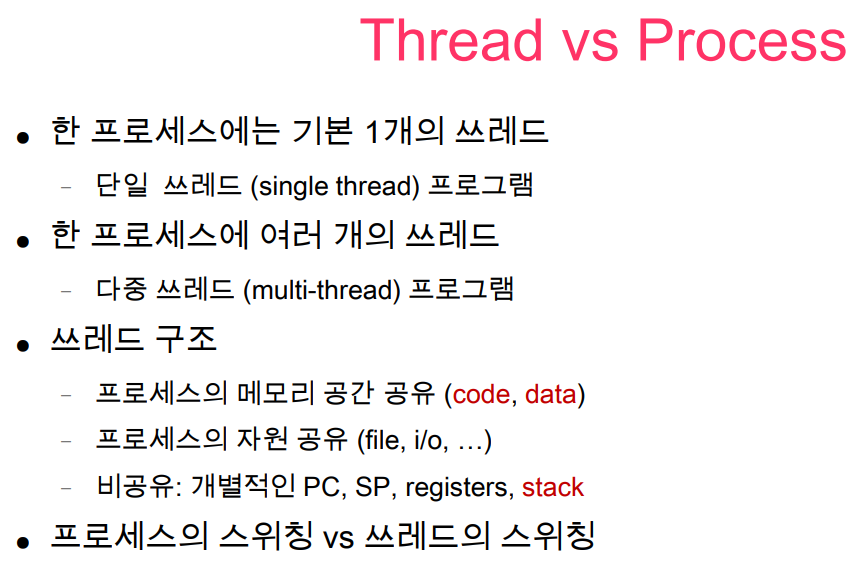 Thread vs Process
● 한 프로세스에는 기본 1개의 쓰레드
– 단일 쓰레드 (single thread) 프로그램
● 한 프로세스에 여러 개의 쓰레드
– 다중 쓰레드 (multi-thread) 프로그램
● 쓰레드 구조
– 프로세스의 메모리 공간 공유 (code, data)
– 프로세스의 자원 공유 (file, i/o, …)
– 비공유: 개별적인 PC, SP, registers, stack
● 프로세스의 스위칭 vs 쓰레드의 스위칭